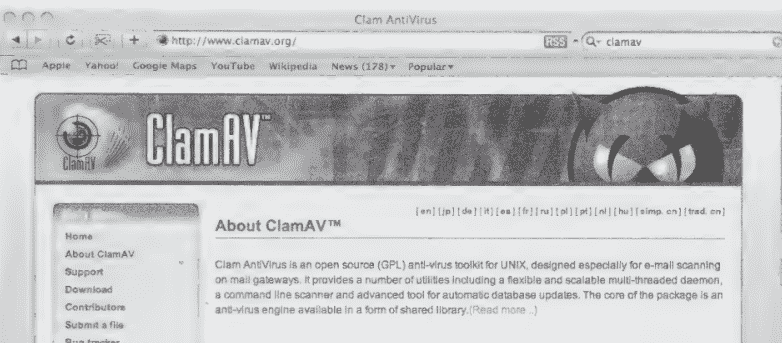 Clam AntiVirus
http://www.clamav.org/
RSS
clamav
Apple Yahoo! Google Maps YouTube Wikipedia News (178) Popular
ClamAV ClamAV™
[en] [jp] [de] [it] [es] [fr] [ru] [pl] [pt] [nl] [hu] [simp. cn] [trad. cn]
About ClamAV™
Home
About ClamAV
Support
Download
Contributors
Submit a file
Bug tracker
Clam AntiVirus is an open source (GPL) anti-virus toolkit for UNIX, designed especially for e-mail scanning
on mail gateways. It provides a number of utilities including a flexible and scalable multi-threaded daemon,
a command line scanner and advanced tool for automatic database updates. The core of the package is an
anti-virus engine available in a form of shared library.(Read more ..)